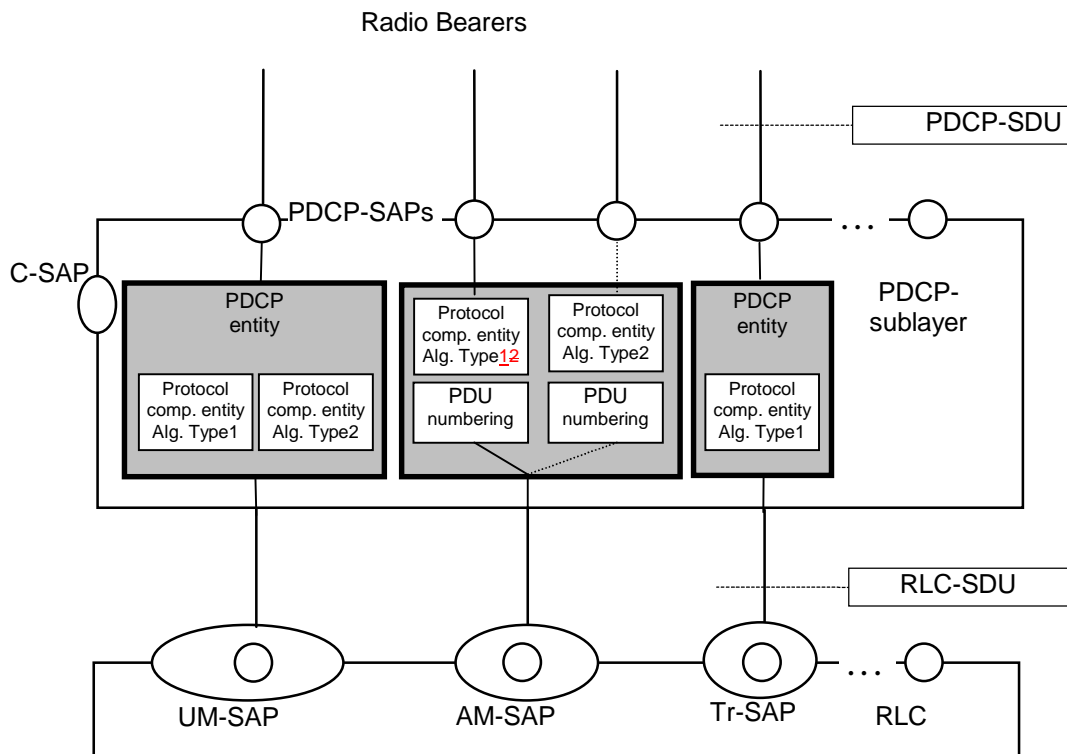 Radio Bearers
PDCP-SDU
PDCP-SAPs
...
C-SAP
PDCP
entity
Protocol
comp. entity
Alg. Type1
Protocol
comp. entity
Alg. Type2
Protocol
comp. entity
Alg. Type12
PDU
numbering
Protocol
comp. entity
Alg. Type2
PDU
numbering
PDCP
entity
Protocol
comp. entity
Alg. Type1
PDCP-
sublayer
RLC-SDU
...
UM-SAP
AM-SAP
Tr-SAP
RLC